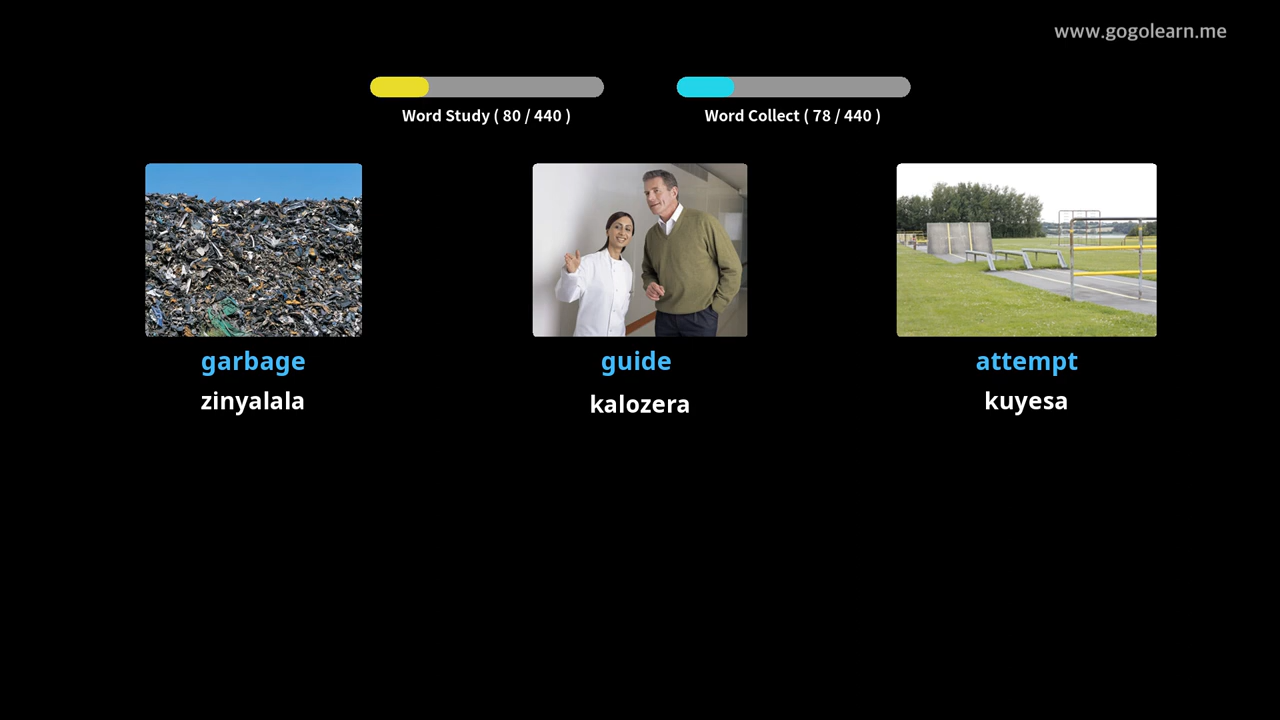 www.gogolearn.me
Word Study ( 80 / 440 )
Word Collect ( 78 / 440 )
garbage
guide
attempt
zinyalala
kalozera
kuyesa